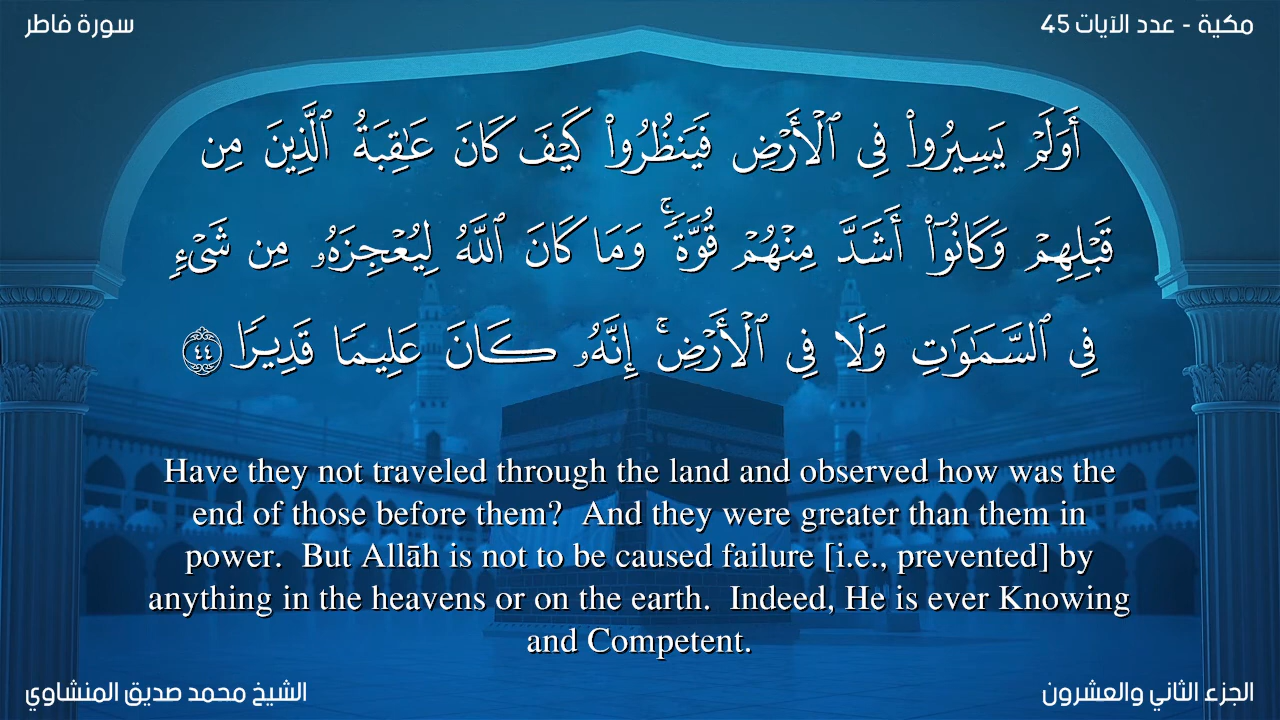 مكية - عدد الآيات 45
سورة فاطر
أَوَلَمْ يَسِيرُوا۟ فِى ٱلْأَرْضِ فَيَنظُرُوا۟ كَيْفَ كَانَ عَـٰقِبَةُ ٱلَّذِينَ مِن
قَبْلِهِمْ وَكَانُوٓا۟ أَشَدَّ مِنْهُمْ قُوَّةً ۚ وَمَا كَانَ ٱللَّهُ لِيُعْجِزَهُۥ مِن شَىْءٍ
فِى ٱلسَّمَـٰوَٰتِ وَلَا فِى ٱلْأَرْضِ ۚ إِنَّهُۥ كَانَ عَلِيمًا قَدِيرًا ٤٤
Have they not traveled through the land and observed how was the
end of those before them?  And they were greater than them in
power.  But Allāh is not to be caused failure [i.e., prevented] by
anything in the heavens or on the earth.  Indeed, He is ever Knowing
and Competent.
الجزء الثاني والعشرون
الشيخ محمد صديق المنشاوي